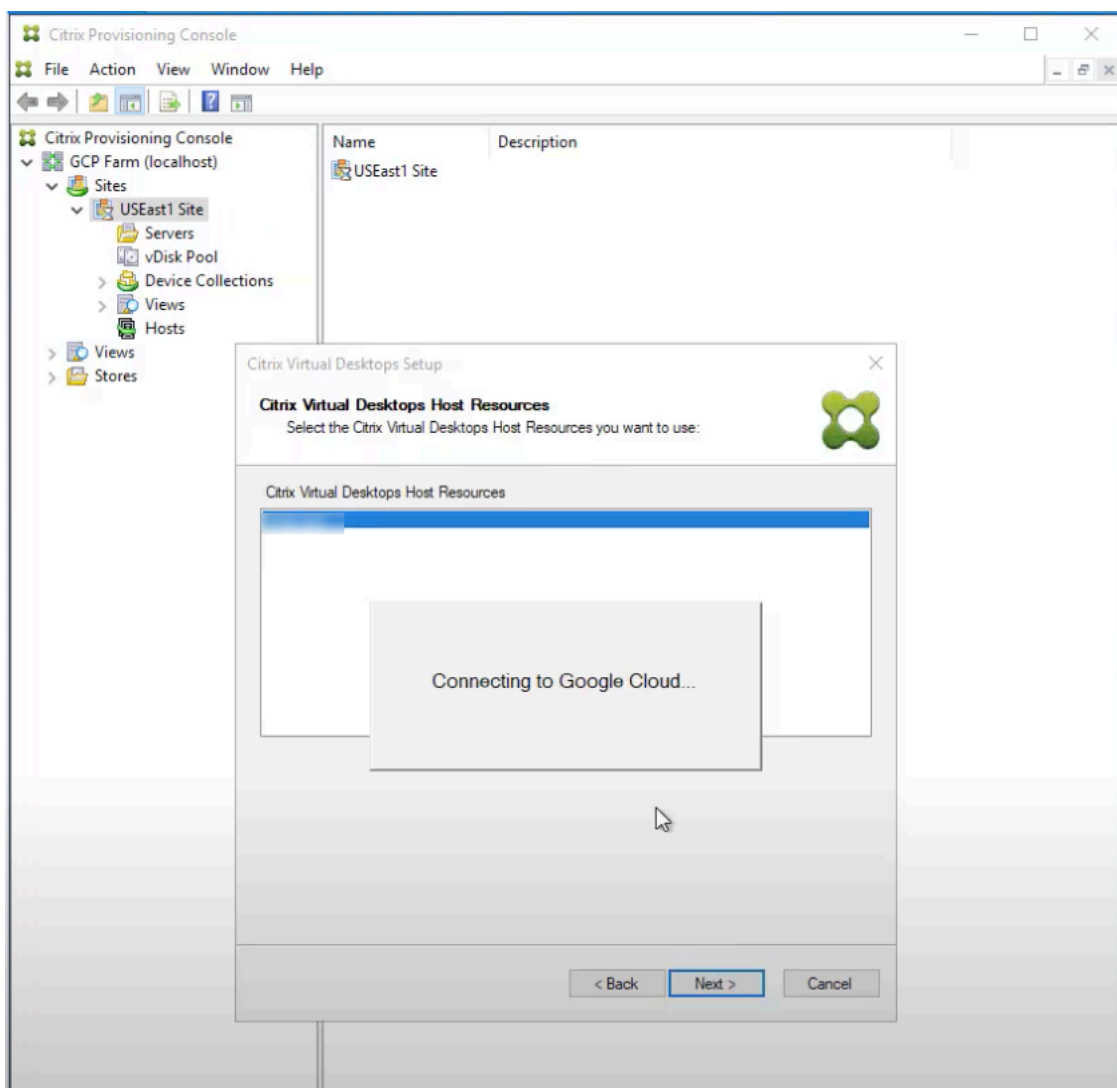 Citrix Provisioning Console
File Action View Window Help
Citrix Provisioning Console
GCP Farm (localhost)
Sites
USEast1 Site
Servers
vDisk Pool
Device Collections
Views
Hosts
Views
Stores
Name Description
USEast1 Site
Citrix Virtual Desktops Setup
Citrix Virtual Desktops Host Resources
Select the Citrix Virtual Desktops Host Resources you want to use:
Citrix Virtual Desktops Host Resources
Connecting to Google Cloud...
< Back Next > Cancel